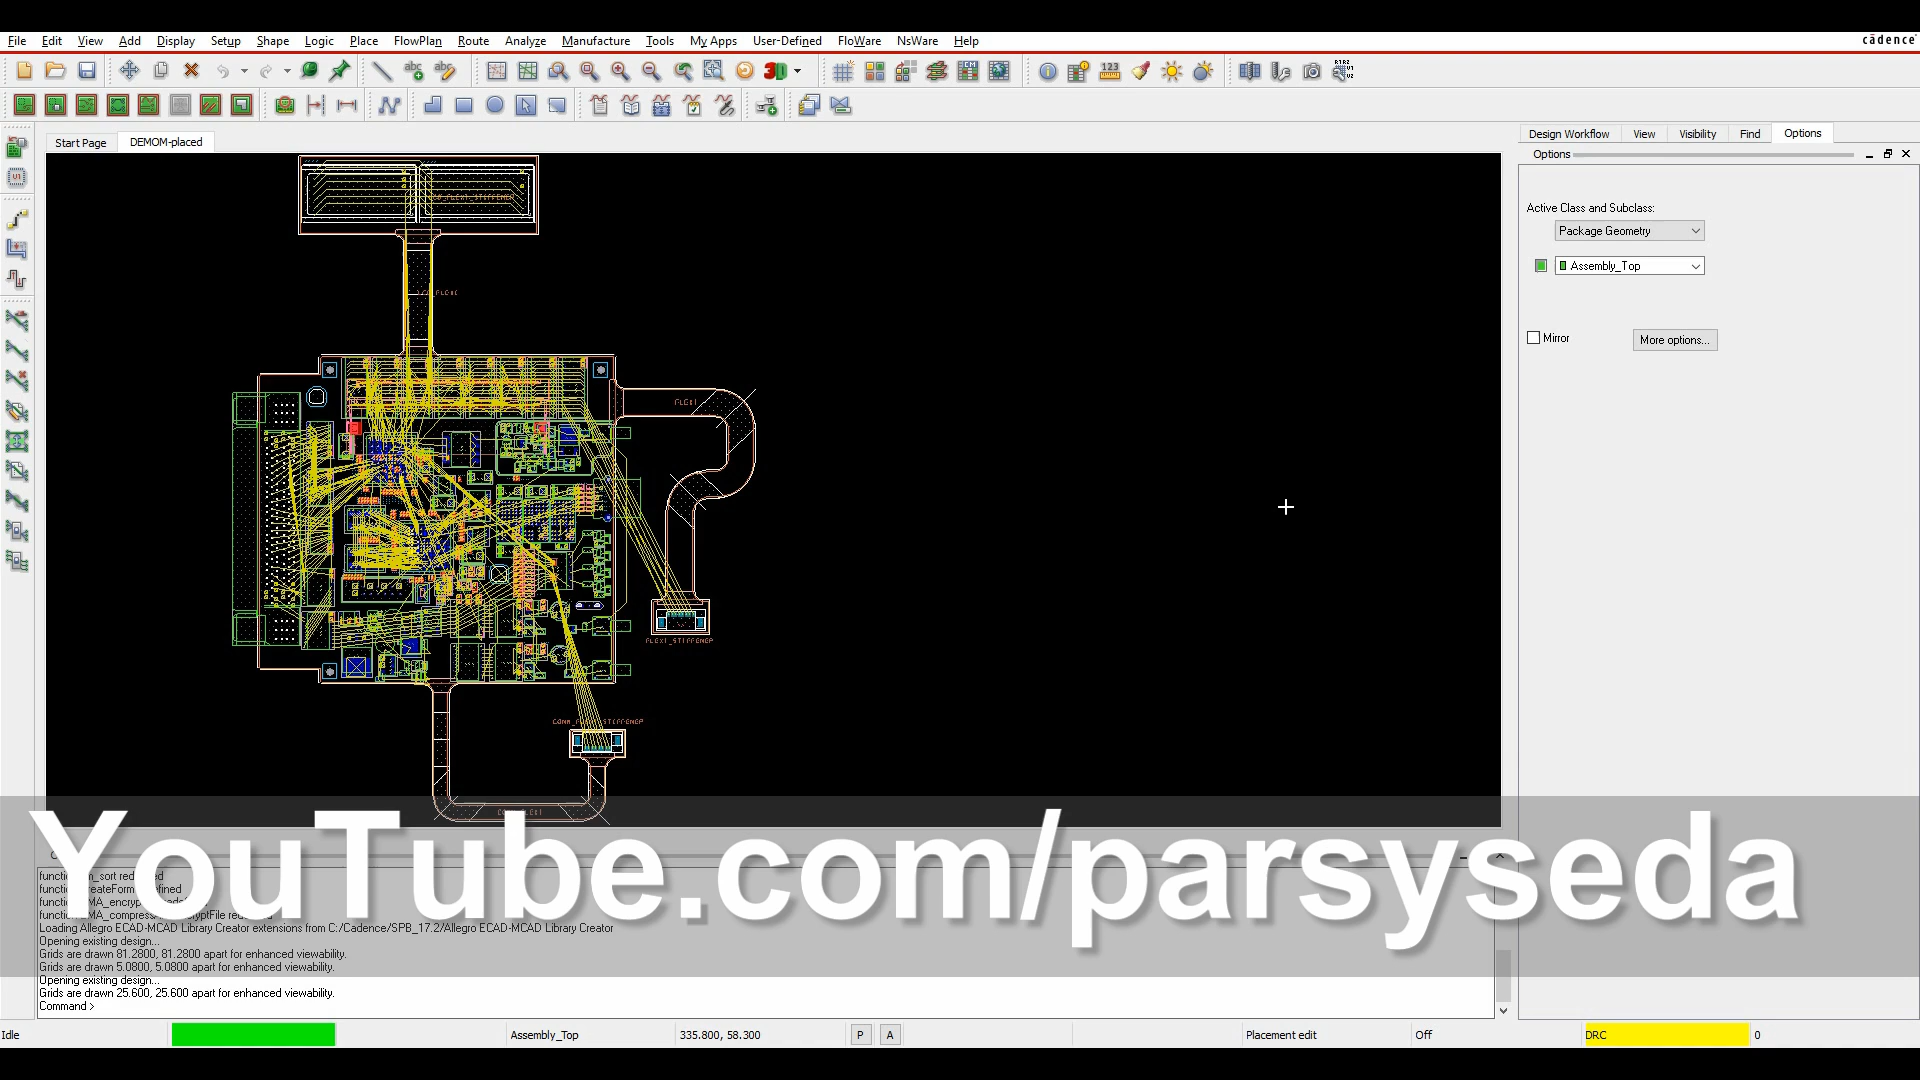 File Edit View Add Display Setup Shape Logic Place FlowPlan Route Analyze Manufacture Tools My Apps User-Defined FloWare NsWare Help
cādence
Start Page DEMOM-placed
Design Workflow View Visibility Find Options
Options
Active Class and Subclass:
Package Geometry
Assembly_Top
Mirror More options...
FLEX1
FLEX1_STIFFENER
YouTube.com/parsyseda
Loading Allegro ECAD-MCAD Library Creator extensions from C:/Cadence/SPB_17.2/Allegro ECAD-MCAD Library Creator
Opening existing design...
Grids are drawn 81.2800, 81.2800 apart for enhanced viewability.
Grids are drawn 5.0800, 5.0800 apart for enhanced viewability.
Opening existing design...
Grids are drawn 25.600, 25.600 apart for enhanced viewability.
Command >
Idle Assembly_Top 335.800, 58.300 P A Placement edit Off DRC 0